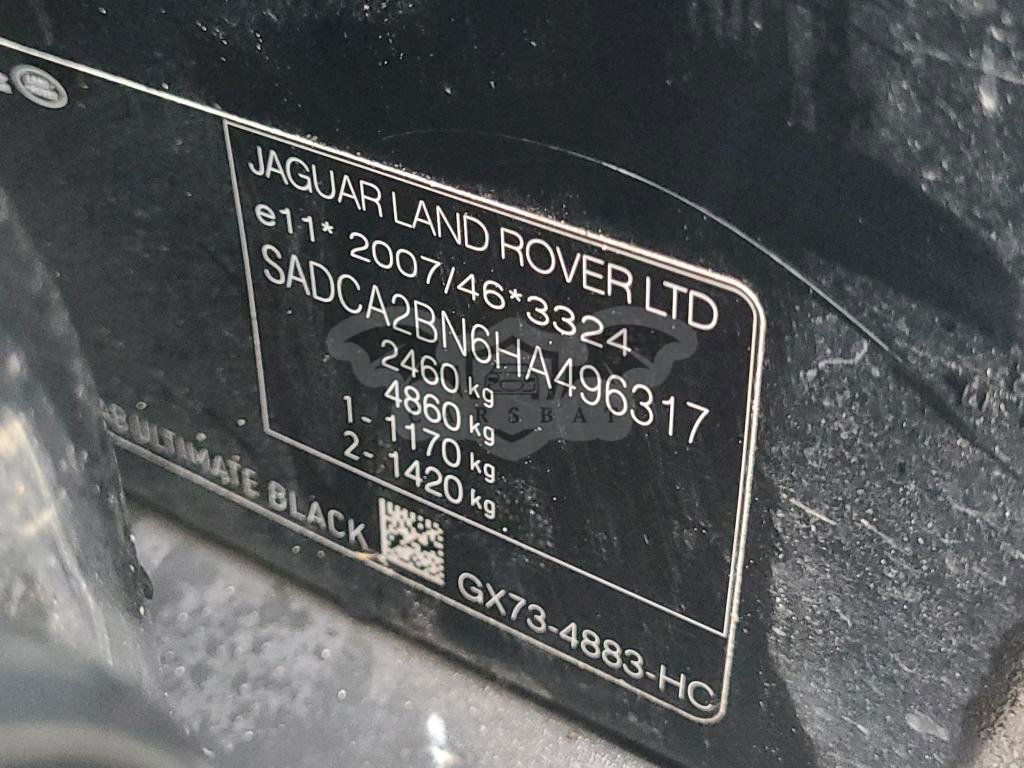 JAGUAR LAND ROVER LTD
e11* 2007/46*3324
SADCA2BN6HA496317
2460 kg
4860 kg
1- 1170 kg
2- 1420 kg
ULTIMATE BLACK
GX73-4883-HC